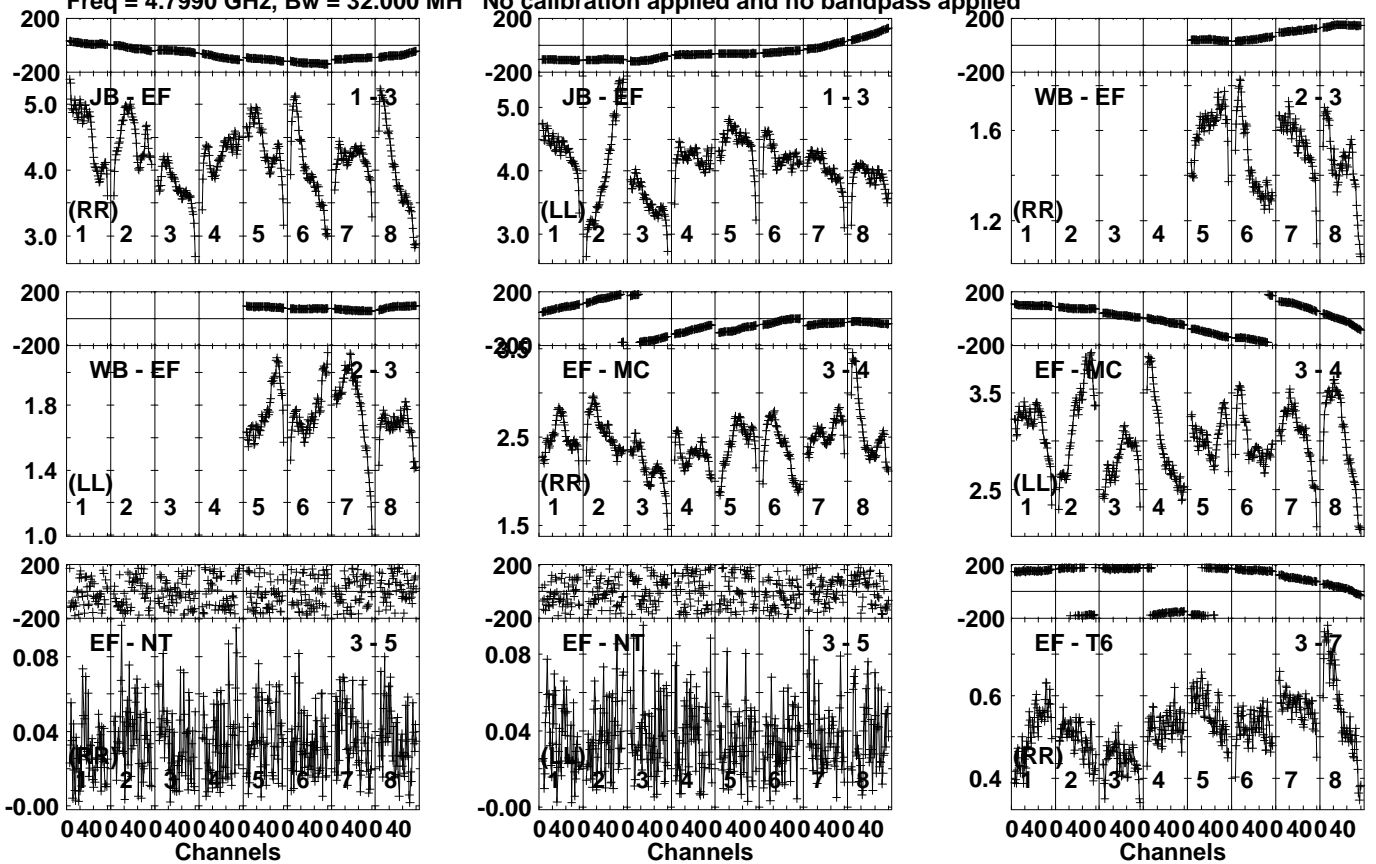 Freq = 4.7990 GHz, Bw = 32.000 MH No calibration applied and no bandpass applied
200
-200
JB - EF 1 - 3
5.0
4.0
3.0
(RR)
1 2 3 4 5 6 7 8
200
-200
JB - EF 1 - 3
5.0
4.0
3.0
(LL)
1 2 3 4 5 6 7 8
200
-200
WB - EF 2 - 3
1.6
1.2
(RR)
1 2 3 4 5 6 7 8
200
-200
WB - EF 2 - 3
1.8
1.4
1.0
(LL)
1 2 3 4 5 6 7 8
200
-200
3.5
EF - MC 3 - 4
2.5
1.5
(RR)
1 2 3 4 5 6 7 8
200
-200
EF - MC 3 - 4
3.5
2.5
(LL)
1 2 3 4 5 6 7 8
200
-200
EF - NT 3 - 5
0.08
0.04
-0.00
(RR)
1 2 3 4 5 6 7 8
0 40 0 40 0 40 0 40 0 40 0 40 0 40 0 40
Channels
200
-200
EF - NT 3 - 5
0.08
0.04
-0.00
(LL)
1 2 3 4 5 6 7 8
0 40 0 40 0 40 0 40 0 40 0 40 0 40 0 40
Channels
200
-200
EF - T6 3 - 7
0.6
0.4
(RR)
1 2 3 4 5 6 7 8
0 40 0 40 0 40 0 40 0 40 0 40 0 40 0 40
Channels